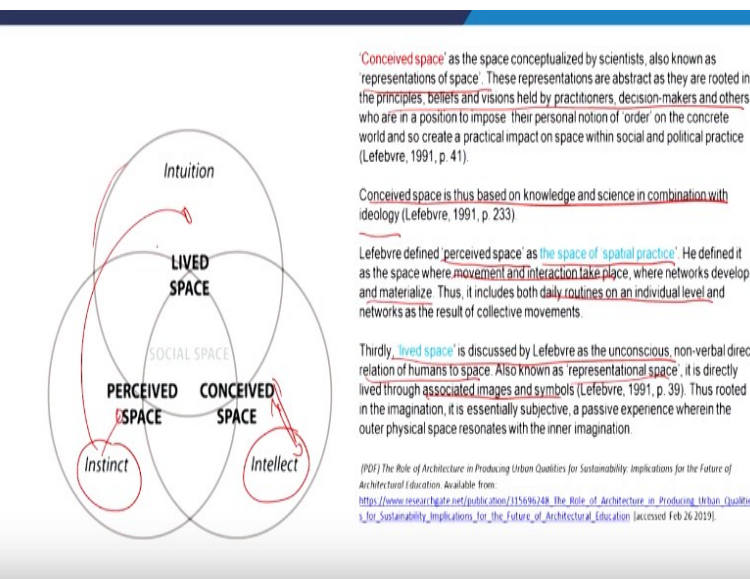 Intuition
LIVED
SPACE
SOCIAL SPACE
PERCEIVED
SPACE
CONCEIVED
SPACE
Instinct
Intellect
'Conceived space' as the space conceptualized by scientists, also known as
'representations of space'. These representations are abstract as they are rooted in
the principles, beliefs and visions held by practitioners, decision-makers and others
who are in a position to impose their personal notion of 'order' on the concrete
world and so create a practical impact on space within social and political practice
(Lefebvre, 1991, p. 41).
Conceived space is thus based on knowledge and science in combination with
ideology (Lefebvre, 1991, p. 233).
Lefebvre defined 'perceived space' as the space of 'spatial practice'. He defined it
as the space where movement and interaction take place, where networks develop
and materialize. Thus, it includes both daily routines on an individual level and
networks as the result of collective movements.
Thirdly, 'lived space' is discussed by Lefebvre as the unconscious, non-verbal direc
relation of humans to space. Also known as 'representational space', it is directly
lived through associated images and symbols (Lefebvre, 1991, p. 39). Thus rooted
in the imagination, it is essentially subjective, a passive experience wherein the
outer physical space resonates with the inner imagination.
(PDF) The Role of Architecture in Producing Urban Qualities for Sustainability: Implications for the Future of
Architectural Education. Available from:
https://www.researchgate.net/publication/315696248_The_Role_of_Architecture_in_Producing_Urban_Qualitie
s_for_Sustainability_Implications_for_the_Future_of_Architectural_Education [accessed Feb 26 2019].